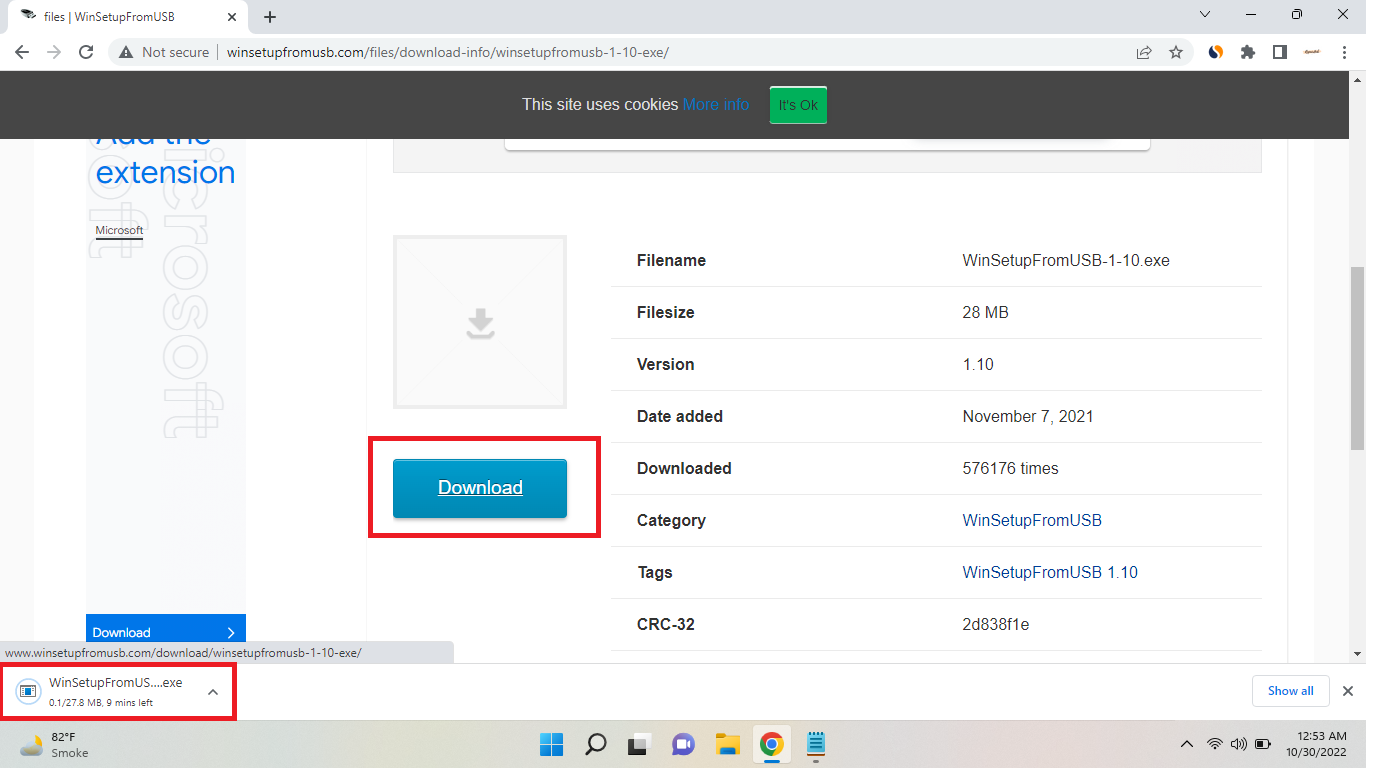 files | WinSetupFromUSB
Not secure
winsetupfromusb.com/files/download-info/winsetupfromusb-1-10-exe/
This site uses cookies More info
It's Ok
Add the
extension
Microsoft
Microsoft
Filename WinSetupFromUSB-1-10.exe
Filesize 28 MB
Version 1.10
Date added November 7, 2021
Download
Downloaded 576176 times
Category WinSetupFromUSB
Tags WinSetupFromUSB 1.10
CRC-32 2d838f1e
Download
www.winsetupfromusb.com/download/winsetupfromusb-1-10-exe/
WinSetupFromUS....exe
0.1/27.8 MB, 9 mins left
Show all
82°F
Smoke
12:53 AM
10/30/2022